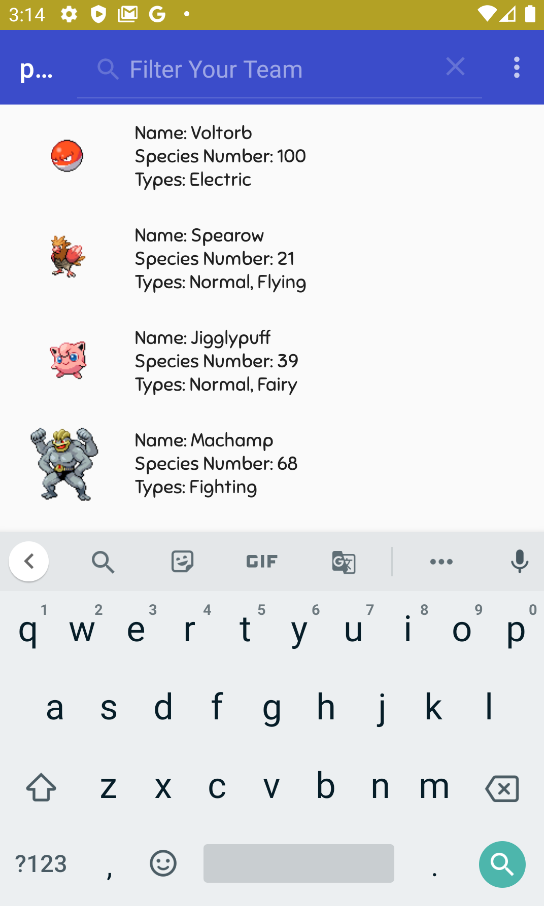 3:14
p...
Filter Your Team
Name: Voltorb
Species Number: 100
Types: Electric
Name: Spearow
Species Number: 21
Types: Normal, Flying
Name: Jigglypuff
Species Number: 39
Types: Normal, Fairy
Name: Machamp
Species Number: 68
Types: Fighting
GIF
1 2 3 4 5 6 7 8 9 0
q w e r t y u i o p
a s d f g h j k l
z x c v b n m
?123 , .